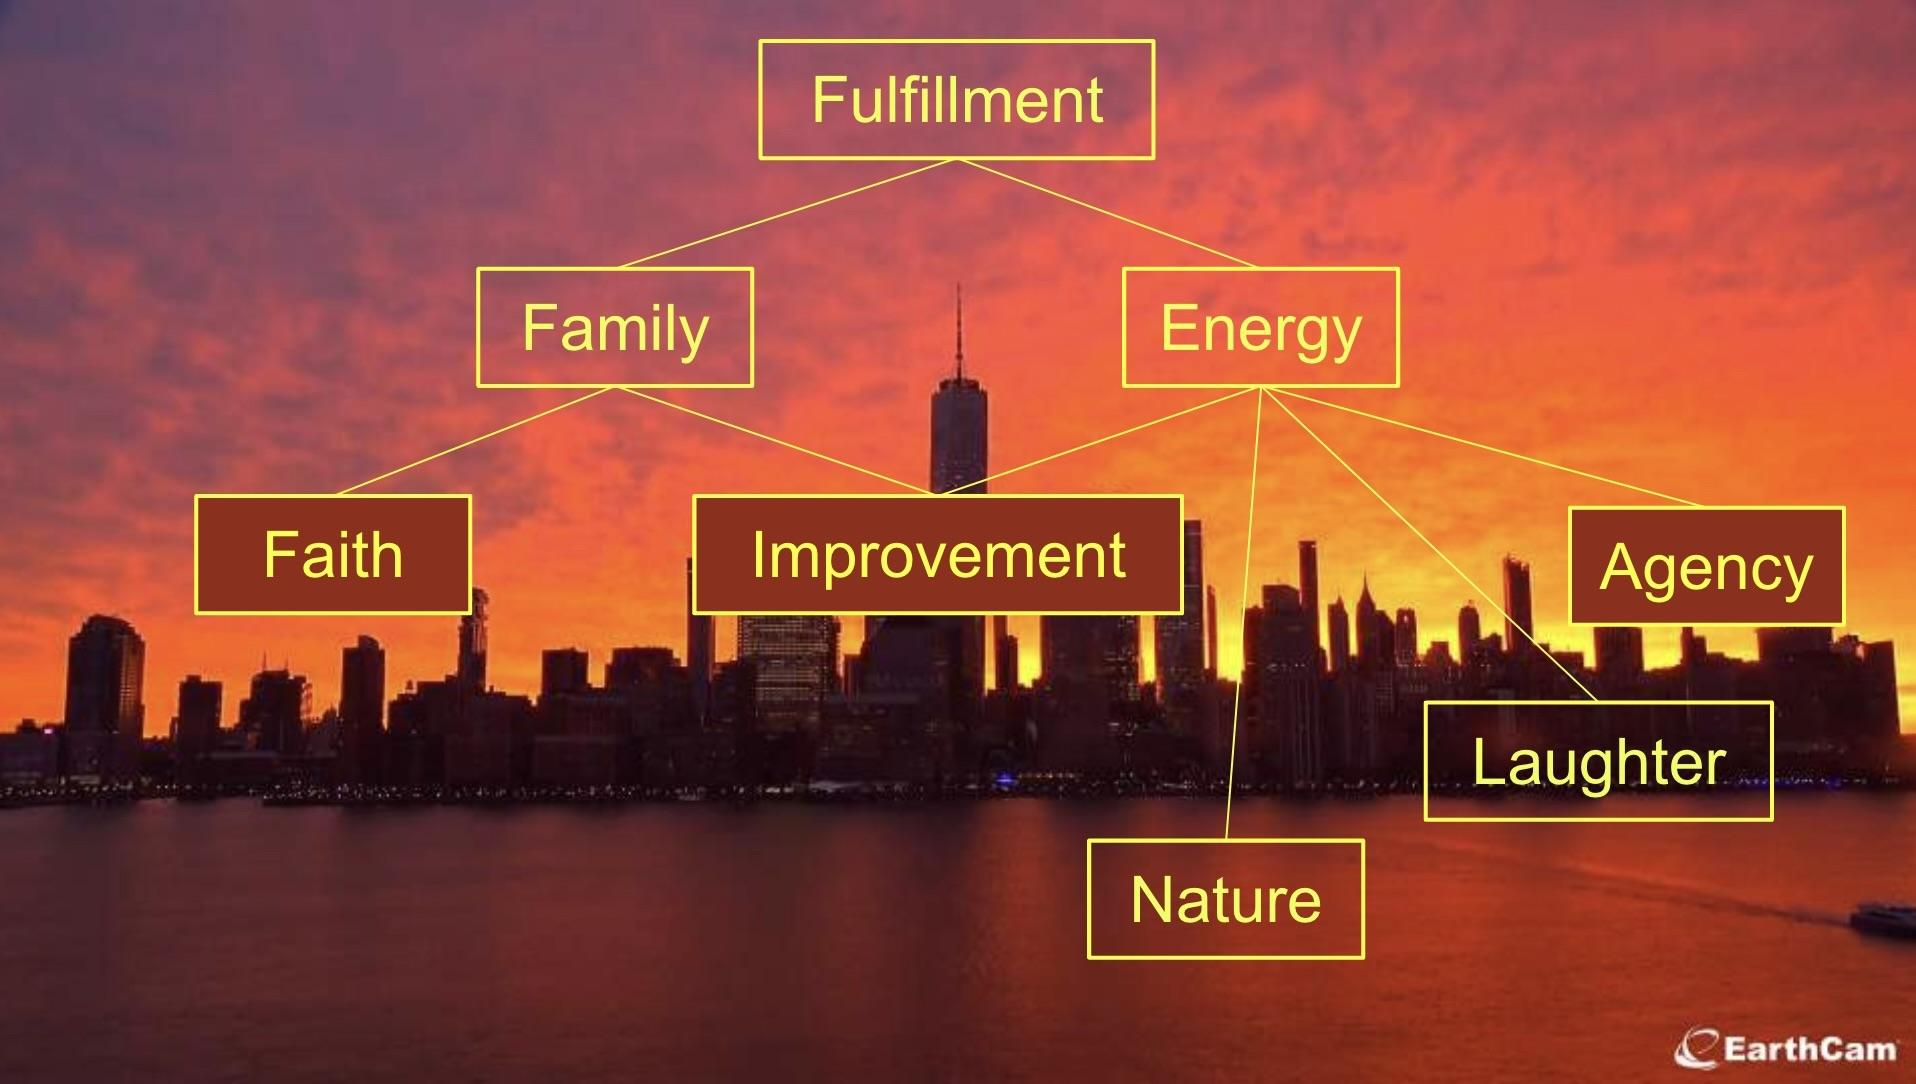 Fulfillment
Family
Energy
Faith
Improvement
Agency
Laughter
Nature
EarthCam